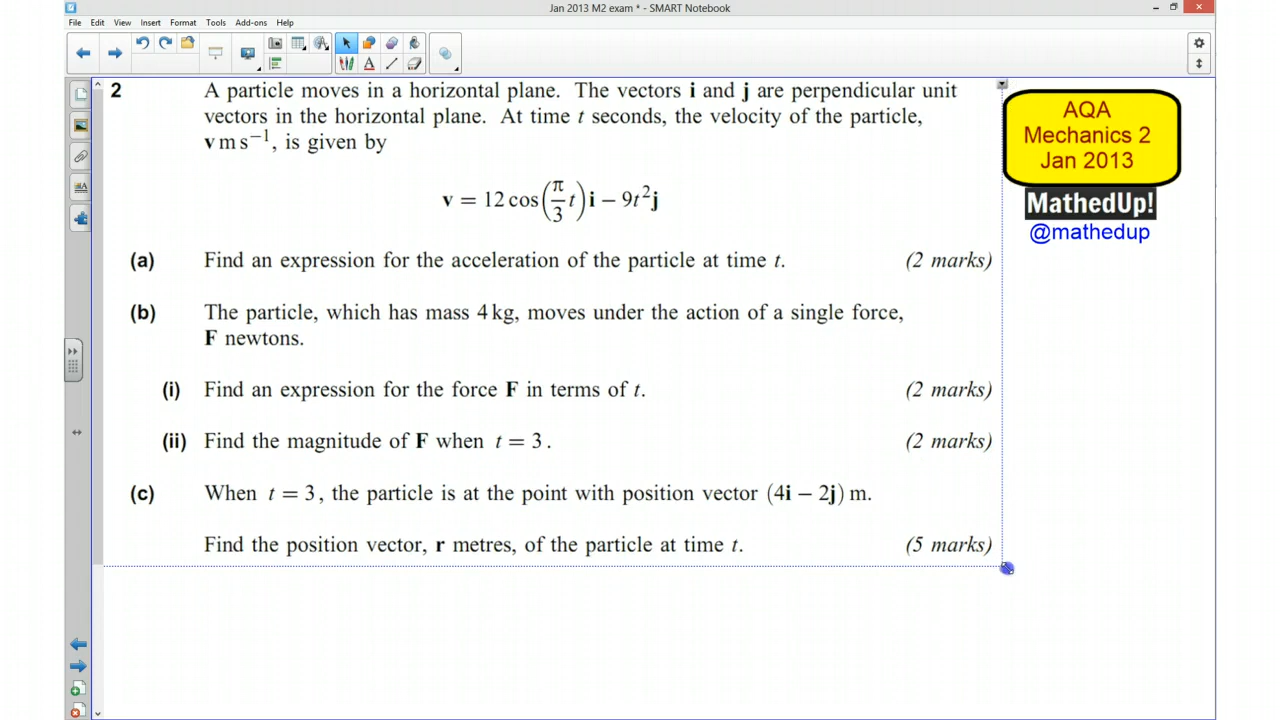 Jan 2013 M2 exam * - SMART Notebook
File Edit View Insert Format Tools Add-ons Help
2 A particle moves in a horizontal plane. The vectors i and j are perpendicular unit
vectors in the horizontal plane. At time t seconds, the velocity of the particle,
v m s⁻¹, is given by
v = 12 cos(π/3 t) i − 9t² j
(a) Find an expression for the acceleration of the particle at time t. (2 marks)
(b) The particle, which has mass 4 kg, moves under the action of a single force,
F newtons.
(i) Find an expression for the force F in terms of t. (2 marks)
(ii) Find the magnitude of F when t = 3. (2 marks)
(c) When t = 3, the particle is at the point with position vector (4i − 2j) m.
Find the position vector, r metres, of the particle at time t. (5 marks)
AQA
Mechanics 2
Jan 2013
MathedUp!
@mathedup